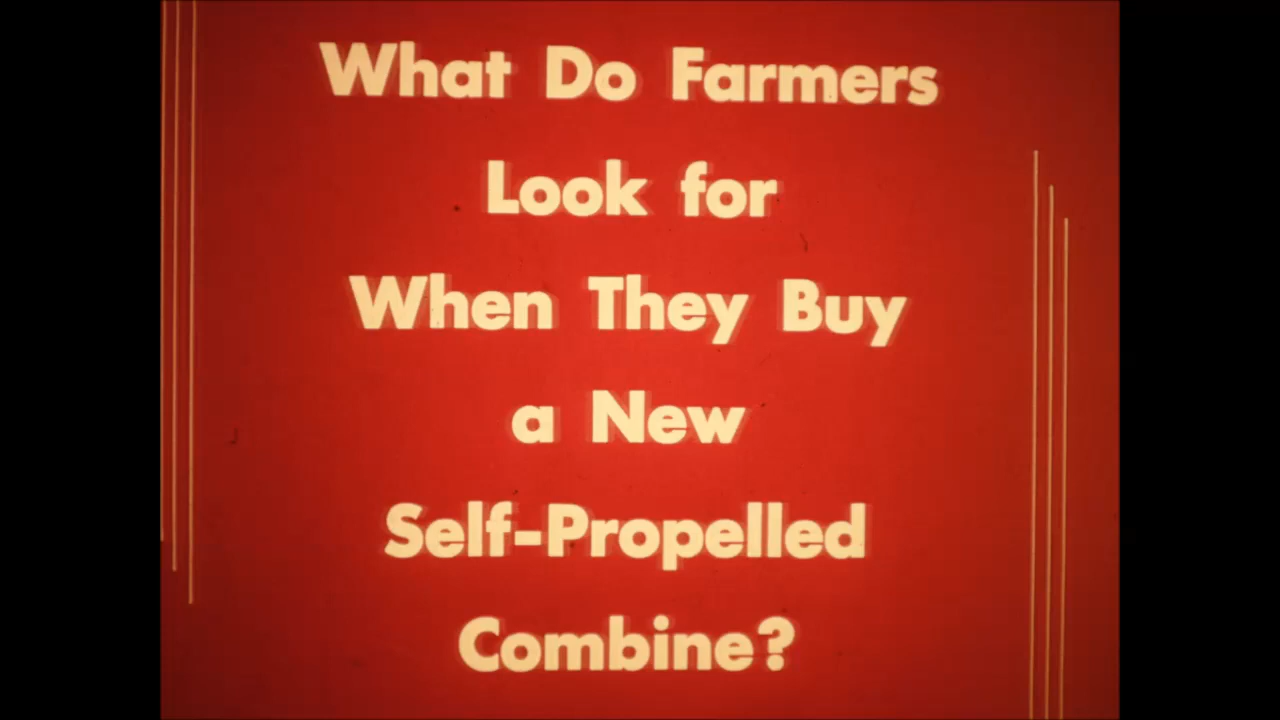 What Do Farmers
Look for
When They Buy
a New
Self-Propelled
Combine?